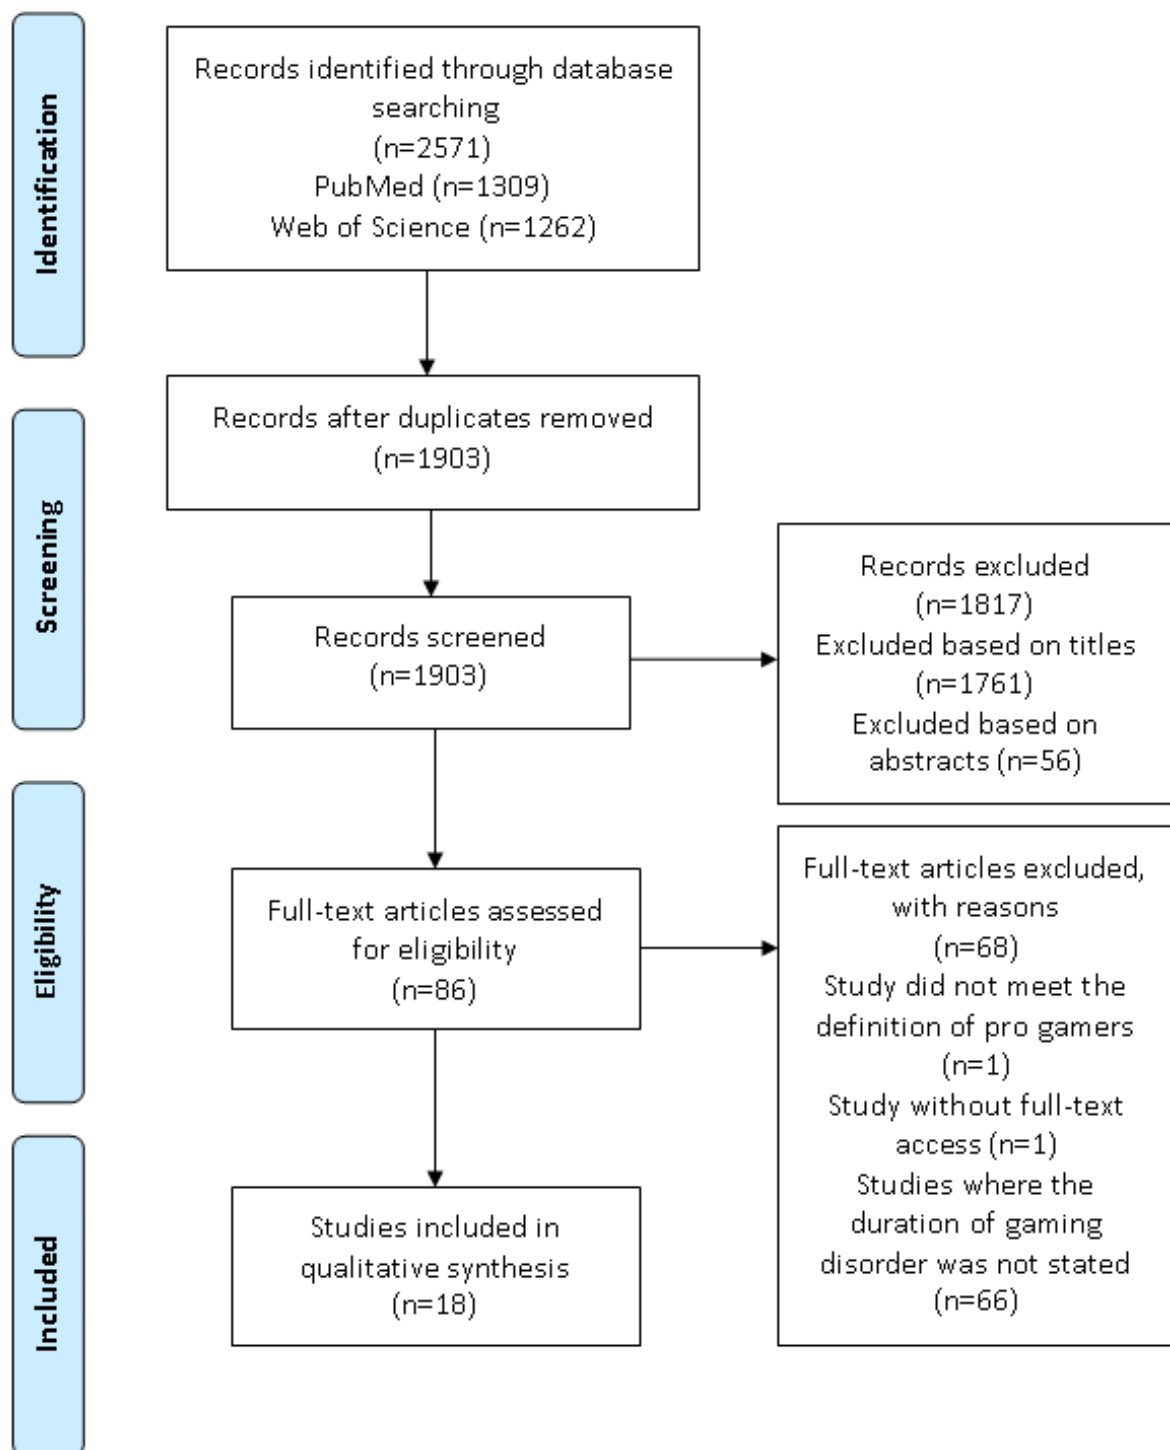 Identification
Records identified through database
searching
(n=2571)
PubMed (n=1309)
Web of Science (n=1262)
Screening
Records after duplicates removed
(n=1903)
Records screened
(n=1903)
Records excluded
(n=1817)
Excluded based on titles
(n=1761)
Excluded based on
abstracts (n=56)
Eligibility
Full-text articles assessed
for eligibility
(n=86)
Full-text articles excluded,
with reasons
(n=68)
Study did not meet the
definition of pro gamers
(n=1)
Study without full-text
access (n=1)
Studies where the
duration of gaming
disorder was not stated
(n=66)
Included
Studies included in
qualitative synthesis
(n=18)